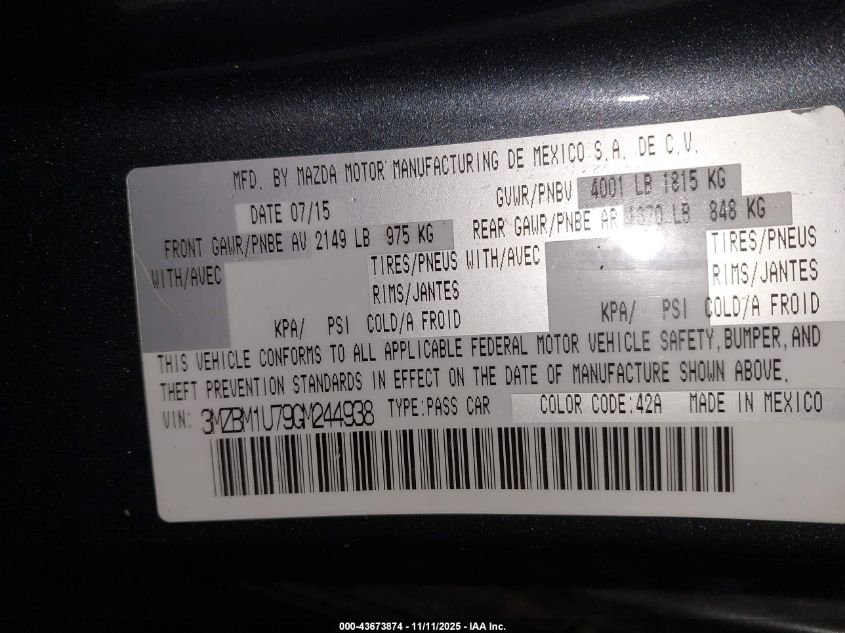 MFD. BY MAZDA MOTOR MANUFACTURING DE MEXICO S.A. DE C.V.
DATE 07/15 GVWR/PNBV 4001 LB 1815 KG
FRONT GAWR/PNBE AV 2149 LB 975 KG REAR GAWR/PNBE AR LB 848 KG
WITH/AVEC TIRES/PNEUS WITH/AVEC TIRES/PNEUS
RIMS/JANTES RIMS/JANTES
KPA/ PSI COLD/A FROID KPA/ PSI COLD/A FROID
THIS VEHICLE CONFORMS TO ALL APPLICABLE FEDERAL MOTOR VEHICLE SAFETY, BUMPER, AND
THEFT PREVENTION STANDARDS IN EFFECT ON THE DATE OF MANUFACTURE SHOWN ABOVE.
VIN: 3MZBM1U79GM244938 TYPE:PASS CAR COLOR CODE:42A MADE IN MEXICO
000-43673874 - 11/11/2025 - IAA Inc.